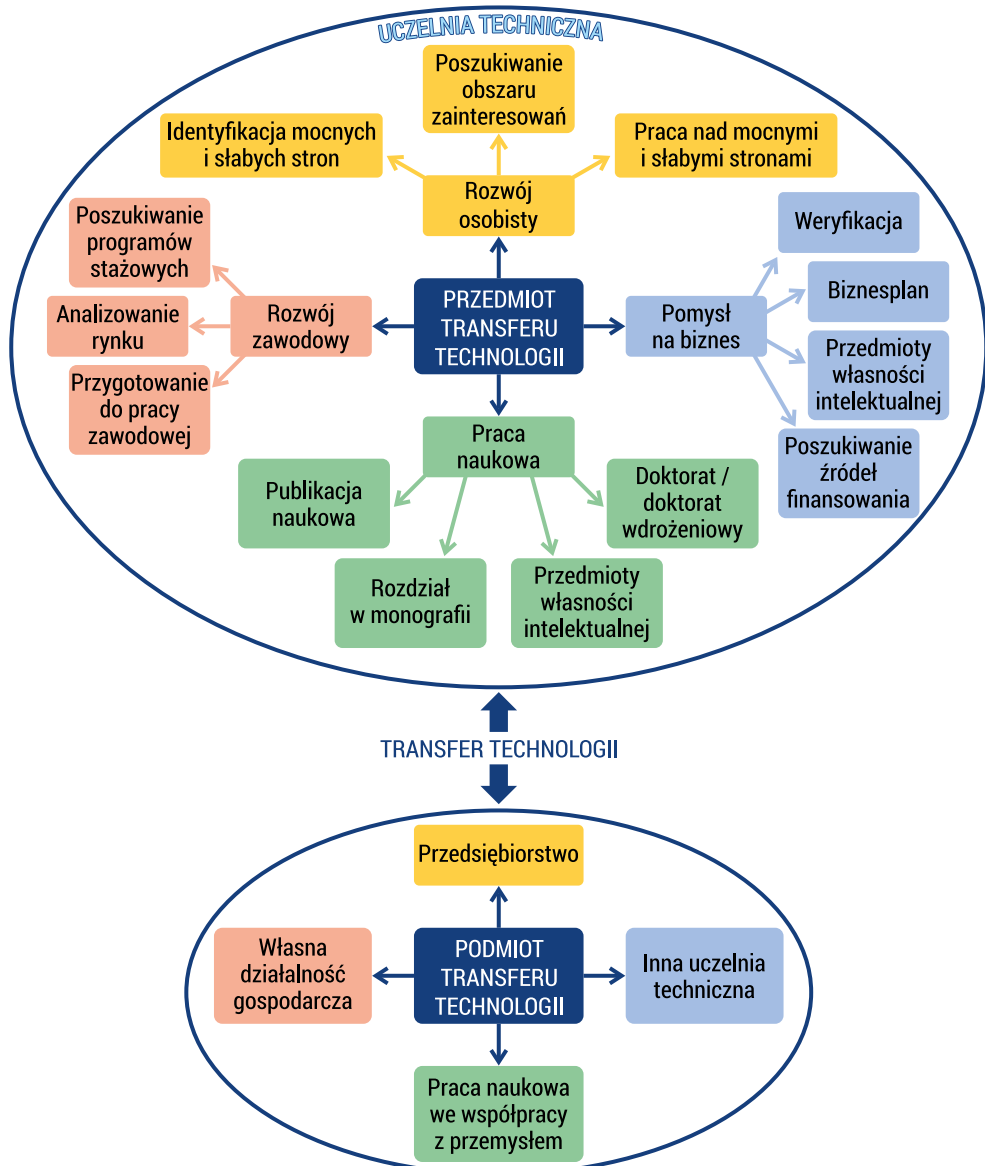 UCZELNIA TECHNICZNA
Poszukiwanie
obszaru
zainteresowań
Identyfikacja mocnych
i słabych stron
Praca nad mocnymi
i słabymi stronami
Rozwój
osobisty
Poszukiwanie
programów
stażowych
Analizowanie
rynku
Przygotowanie
do pracy
zawodowej
Rozwój
zawodowy
PRZEDMIOT
TRANSFERU
TECHNOLOGII
Pomysł
na biznes
Weryfikacja
Biznesplan
Przedmioty
własności
intelektualnej
Poszukiwanie
źródeł
finansowania
Praca
naukowa
Publikacja
naukowa
Rozdział
w monografii
Przedmioty
własności
intelektualnej
Doktorat /
doktorat
wdrożeniowy
TRANSFER TECHNOLOGII
Przedsiębiorstwo
Własna
działalność
gospodarcza
PODMIOT
TRANSFERU
TECHNOLOGII
Inna uczelnia
techniczna
Praca naukowa
we współpracy
z przemysłem